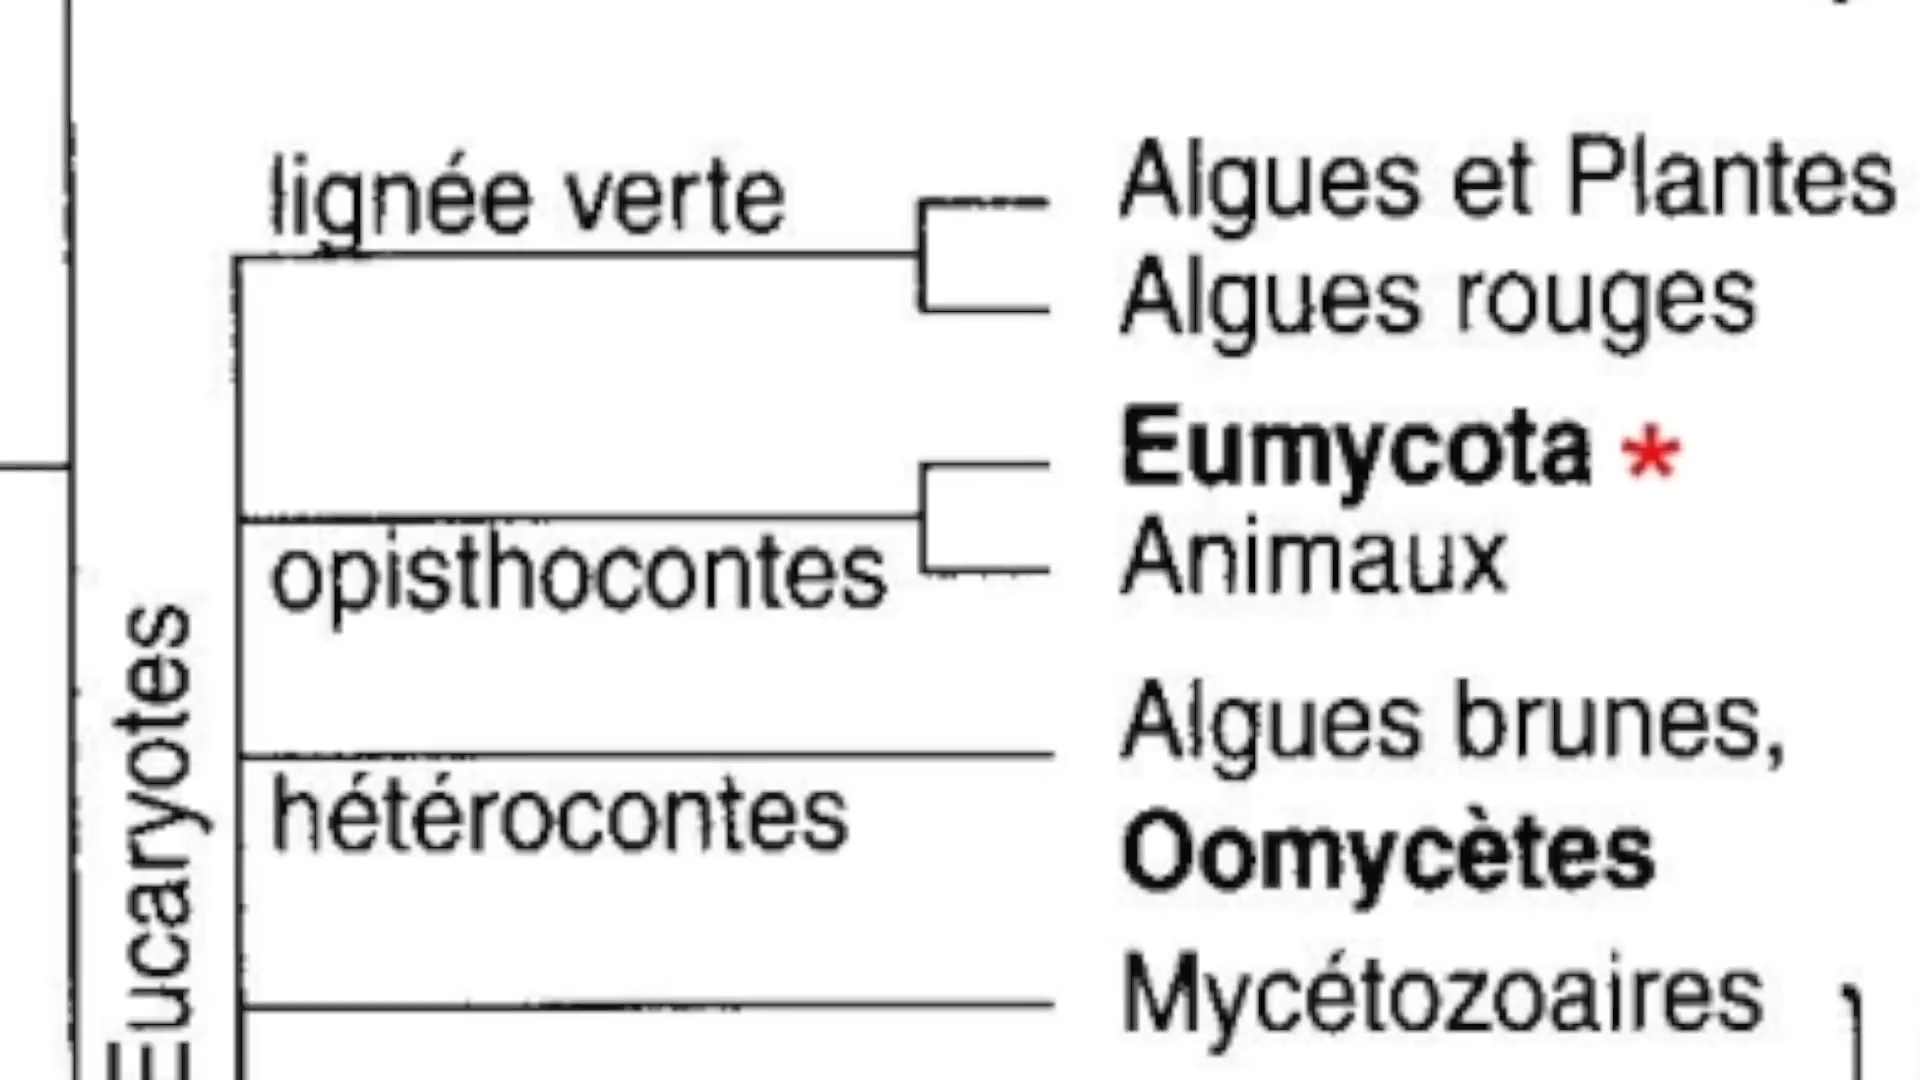 lignée verte
Algues et Plantes
Algues rouges
Eumycota *
Animaux
opisthocontes
Algues brunes,
hétérocontes
Oomycètes
Mycétozoaires
Eucaryotes